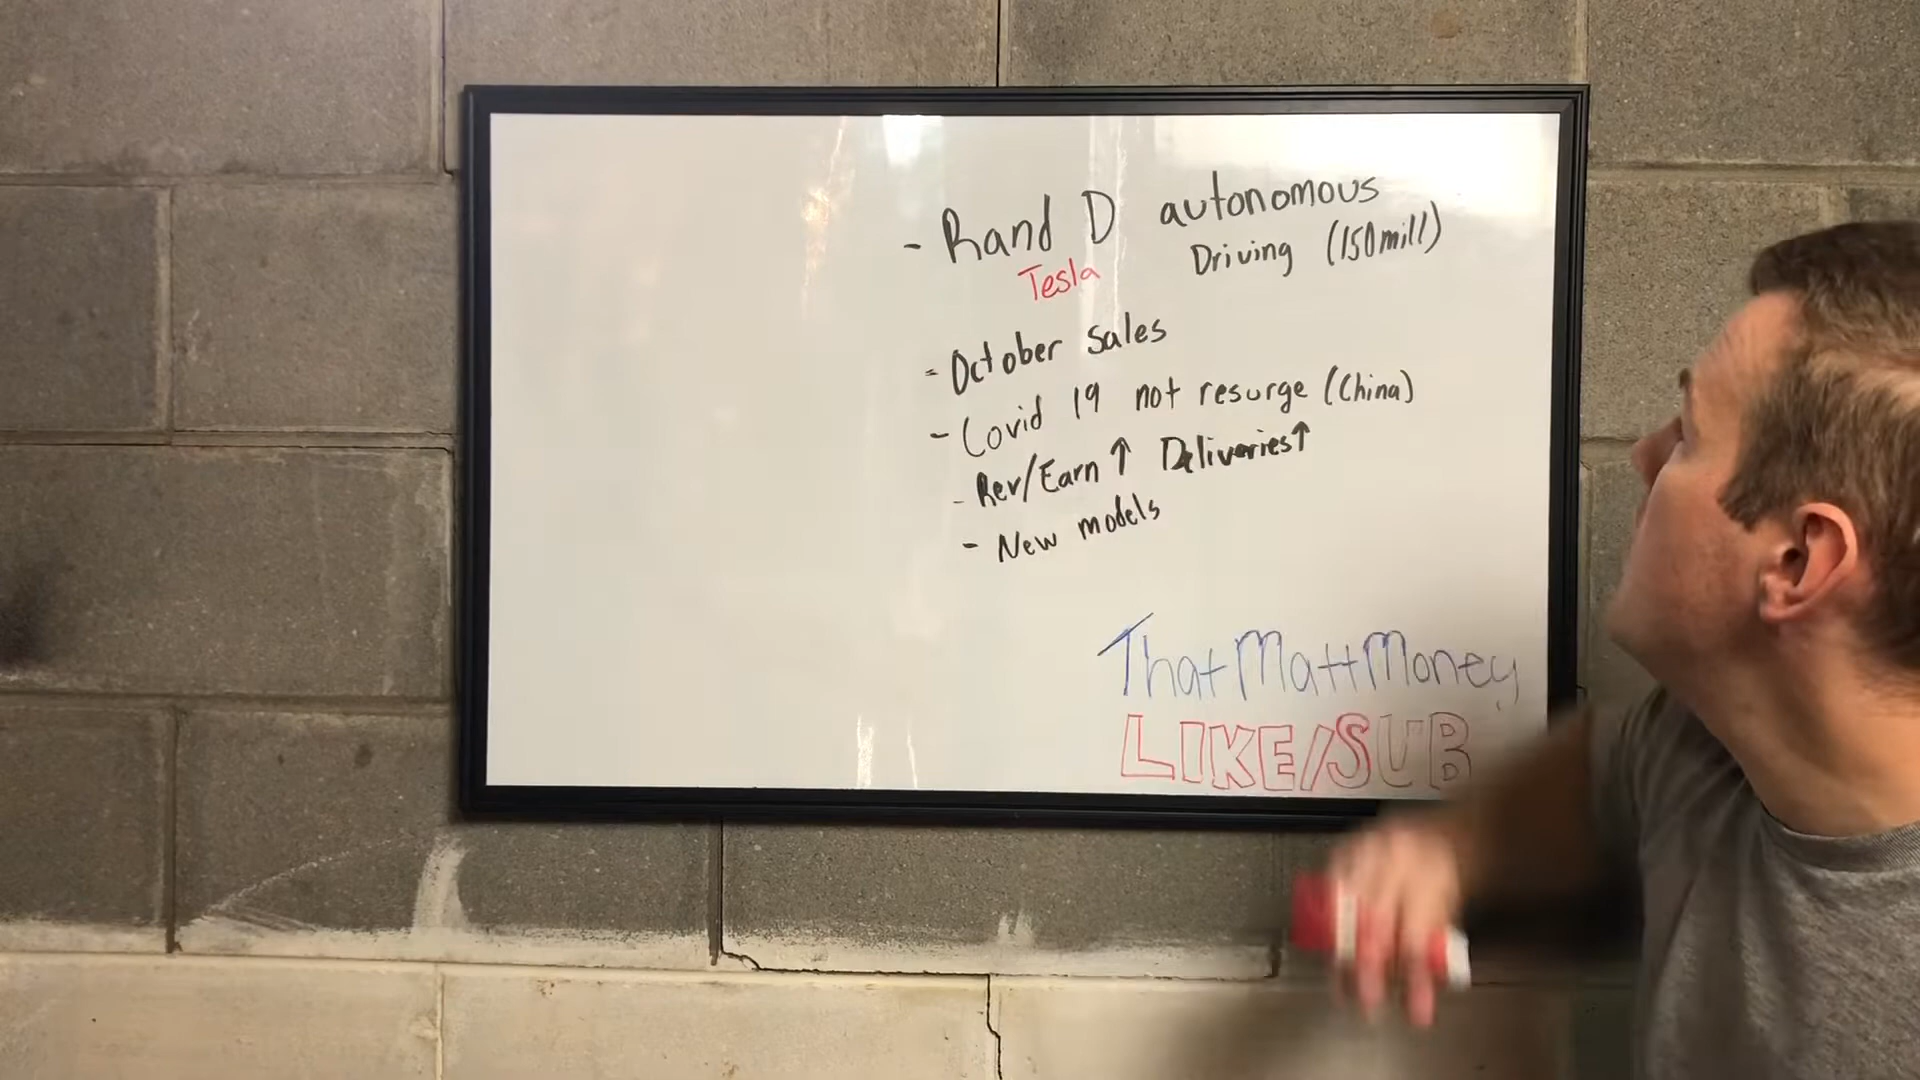 - R and D autonomous
Driving (150mill)
Tesla
- October Sales
- Covid 19 not resurge (China)
- Rev/Earn ↑ Deliveries↑
- New models
ThatMattMoney
LIKE/SUB